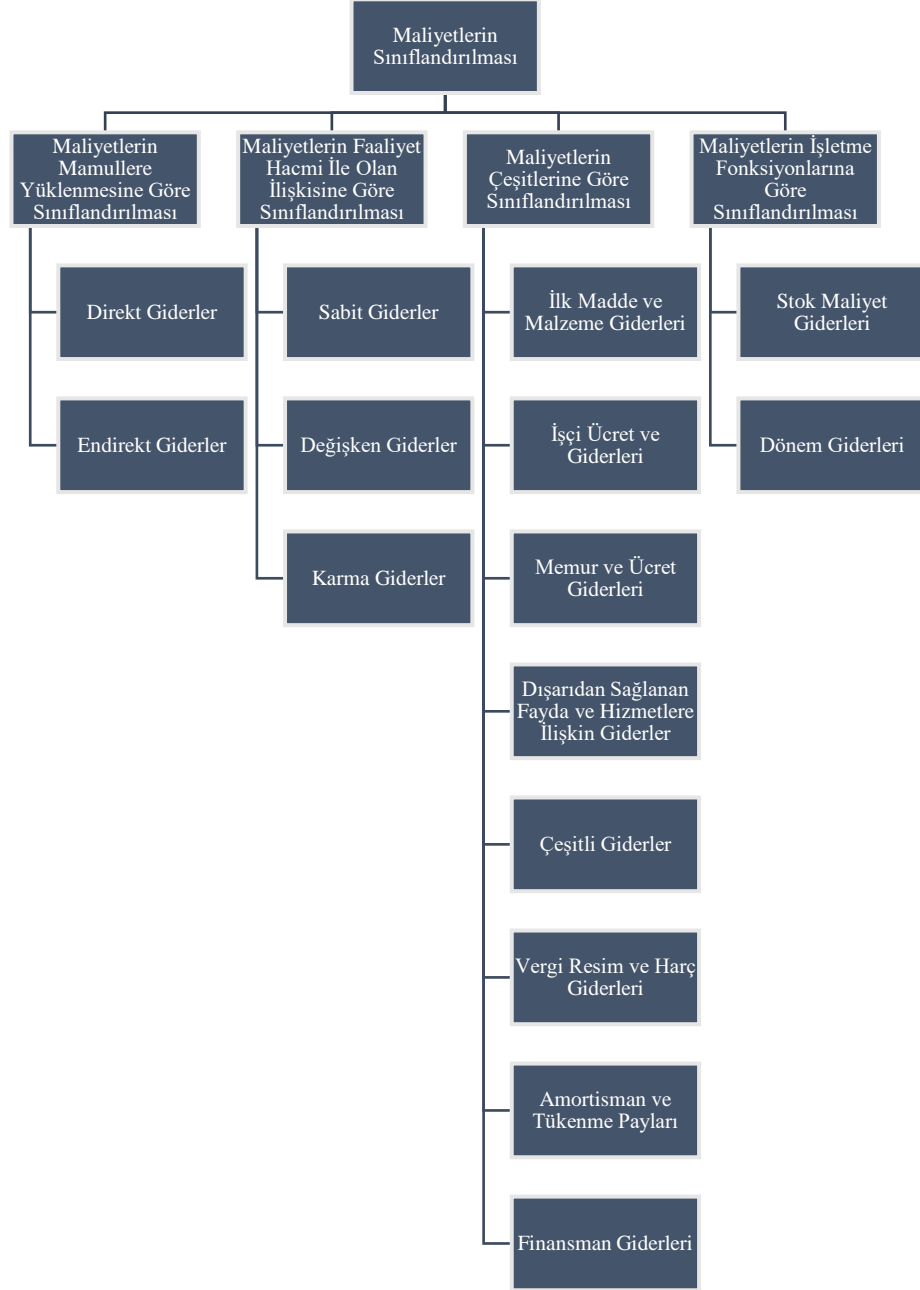 Maliyetlerin
Sınıflandırılması
Maliyetlerin
Mamullere
Yüklenmesine Göre
Sınıflandırılması
Maliyetlerin Faaliyet
Hacmi İle Olan
İlişkisine Göre
Sınıflandırılması
Maliyetlerin
Çeşitlerine Göre
Sınıflandırılması
Maliyetlerin İşletme
Fonksiyonlarına
Göre
Sınıflandırılması
Direkt Giderler
Endirekt Giderler
Sabit Giderler
Değişken Giderler
Karma Giderler
İlk Madde ve
Malzeme Giderleri
İşçi Ücret ve
Giderleri
Memur ve Ücret
Giderleri
Dışarıdan Sağlanan
Fayda ve Hizmetlere
İlişkin Giderler
Çeşitli Giderler
Vergi Resim ve Harç
Giderleri
Amortisman ve
Tükenme Payları
Finansman Giderleri
Stok Maliyet
Giderleri
Dönem Giderleri